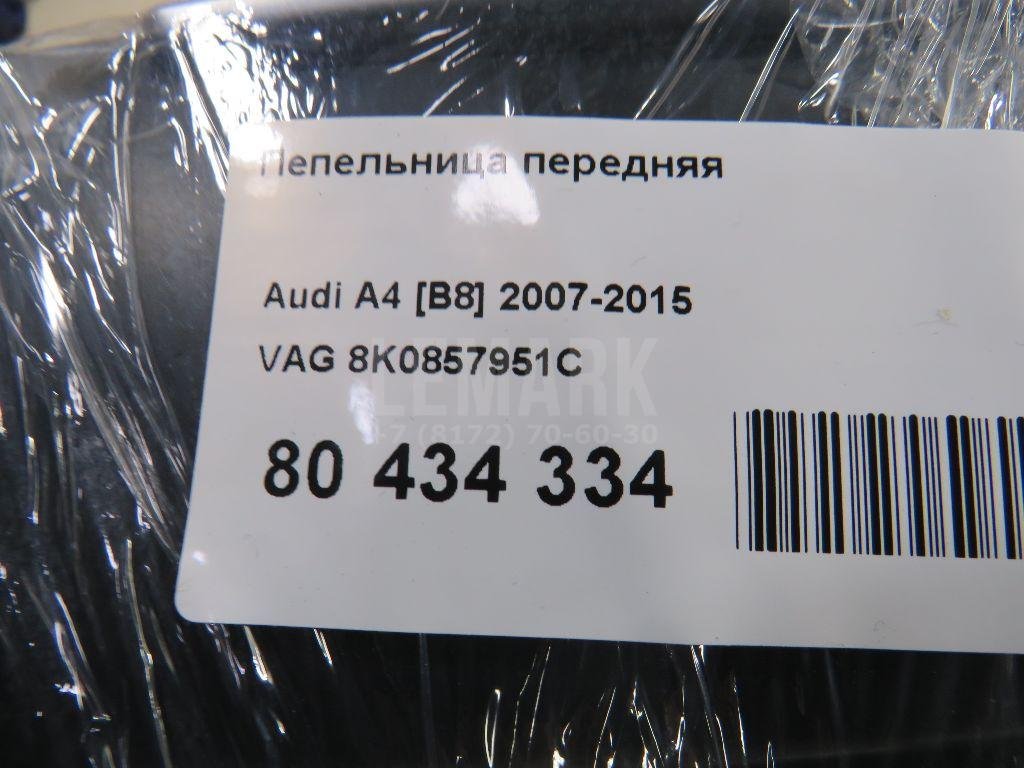 Пепельница передняя
Audi A4 [B8] 2007-2015
VAG 8K0857951C
LEMARK
+7 (8172) 70-60-30
80 434 334